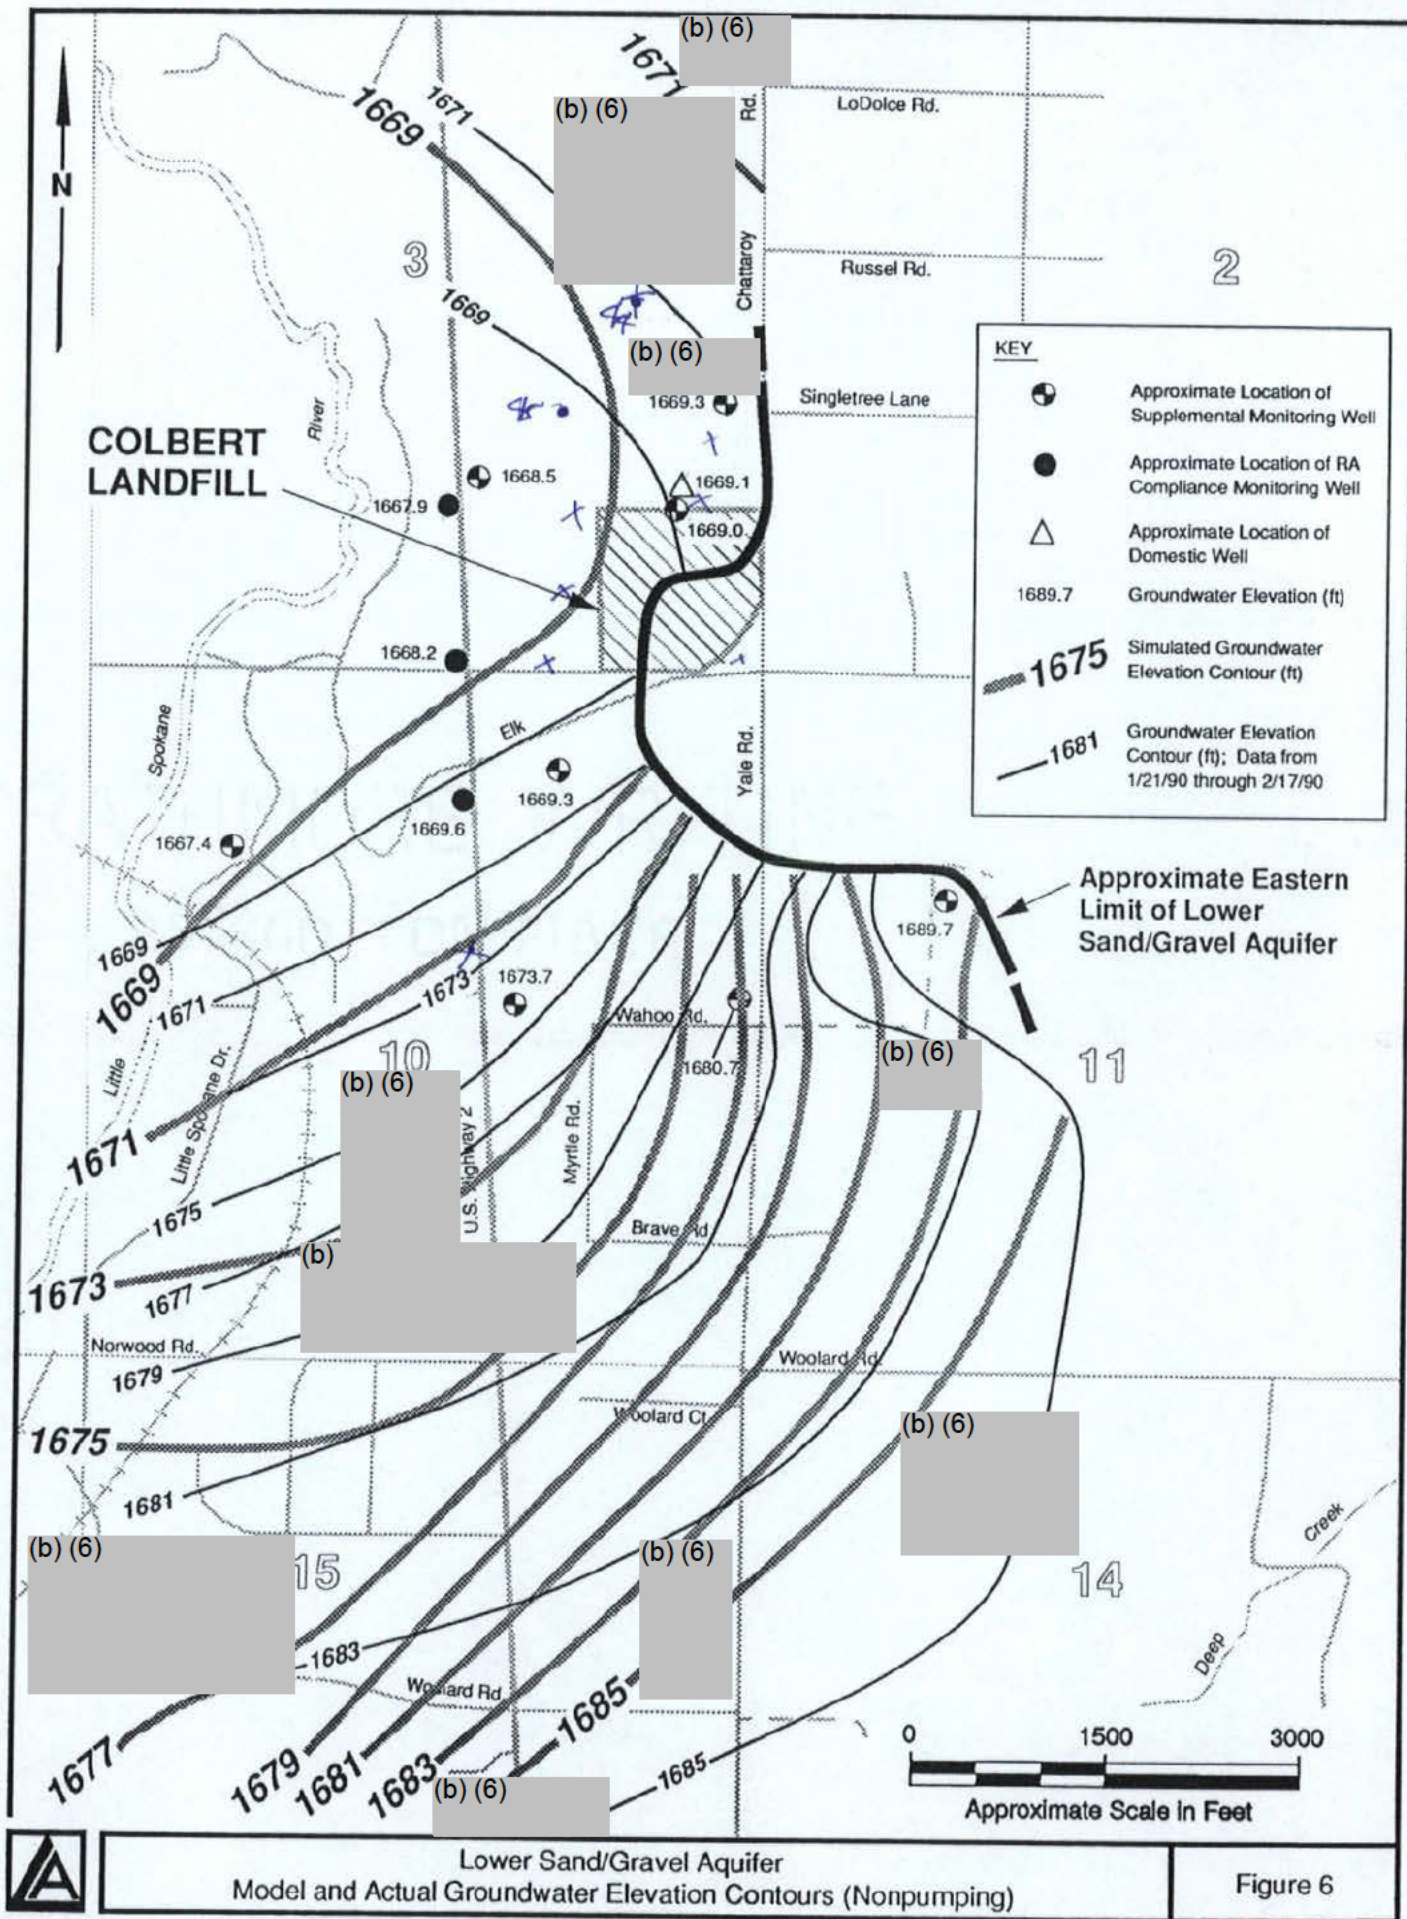 (b) (6)
1671
Rd.
LoDolce Rd.
1669
1671
(b) (6)
N
3
Chattaroy
Russel Rd.
2
1669
KEY
Approximate Location of
Supplemental Monitoring Well
Approximate Location of RA
Compliance Monitoring Well
Approximate Location of
Domestic Well
1689.7
Groundwater Elevation (ft)
1675
Simulated Groundwater
Elevation Contour (ft)
1681
Groundwater Elevation
Contour (ft); Data from
1/21/90 through 2/17/90
(b) (6)
1669.3
Singletree Lane
River
COLBERT
LANDFILL
1668.5
1669.1
1667.9
1669.0
1668.2
Spokane
Elk
Yale Rd.
1669.3
1669.6
1667.4
Approximate Eastern
Limit of Lower
Sand/Gravel Aquifer
1689.7
1669
1669
1671
1673
1673.7
Wahoo Rd.
1680.7
10
(b) (6)
11
Little
Little Spokane Dr.
(b) (6)
U.S. Highway 2
Myrtle Rd.
1671
1675
Brave Rd
(b)
1673
1677
Norwood Rd.
1679
Woolard Rd.
Woolard Ct.
1675
(b) (6)
1681
(b) (6)
15
(b) (6)
14
Creek
Deep
1683
Woolard Rd.
1685
1677
1679
1681
1683
(b) (6)
1685
0 1500 3000
Approximate Scale in Feet
Lower Sand/Gravel Aquifer
Model and Actual Groundwater Elevation Contours (Nonpumping)
Figure 6